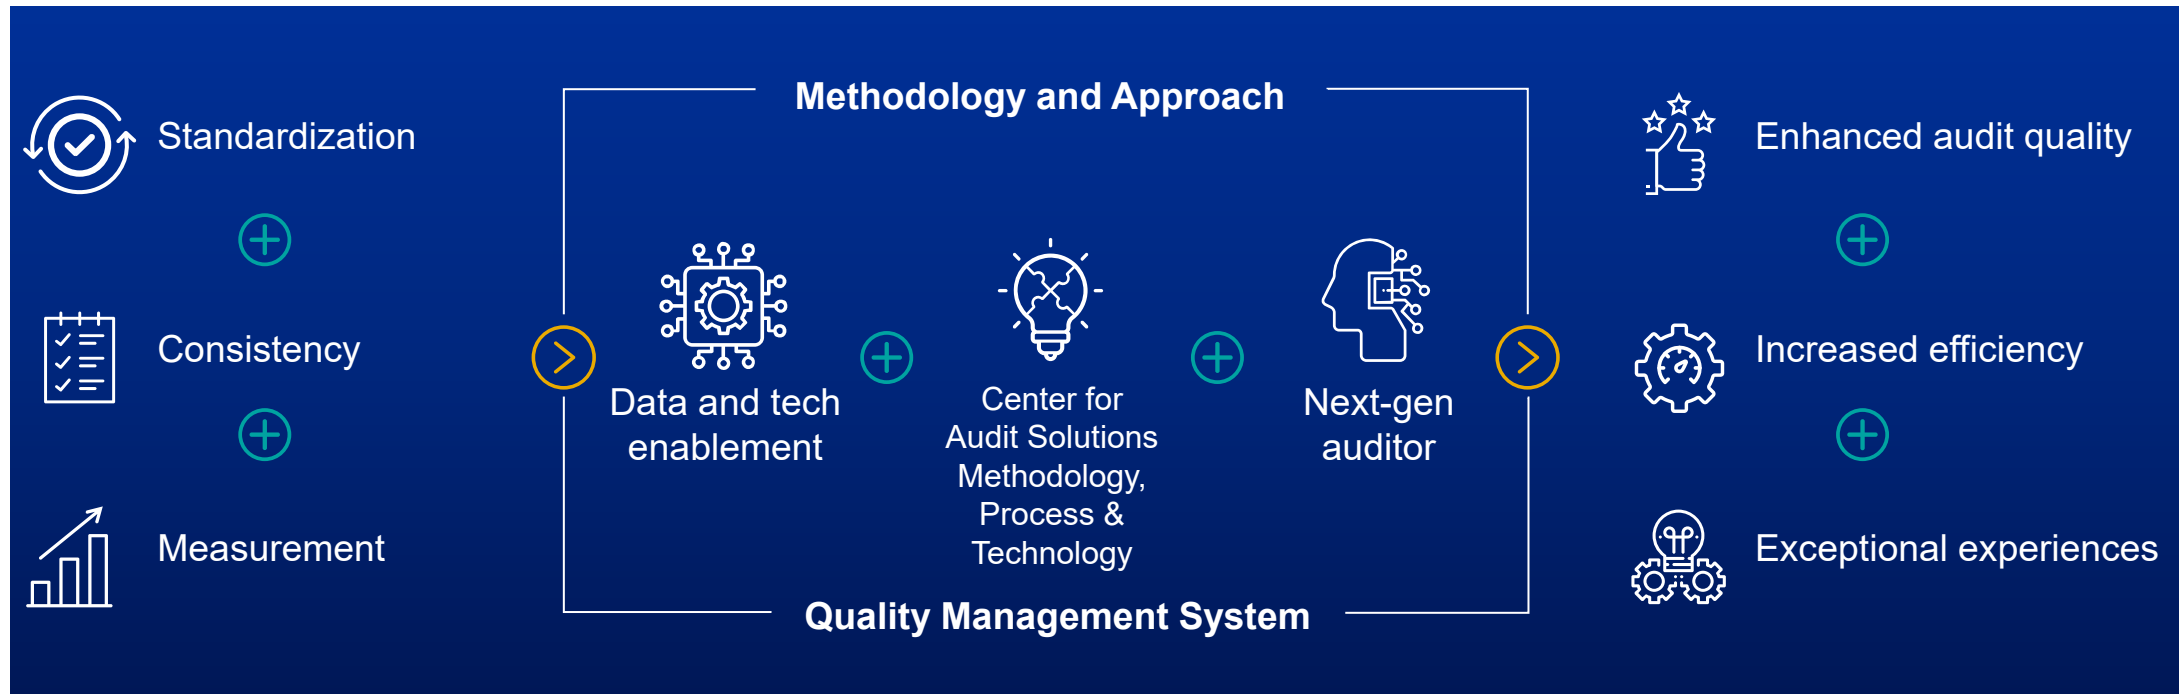 Standardization
Consistency
Measurement
Methodology and Approach
Data and tech
enablement
Center for
Audit Solutions
Methodology,
Process &
Technology
Next-gen
auditor
Quality Management System
Enhanced audit quality
Increased efficiency
Exceptional experiences